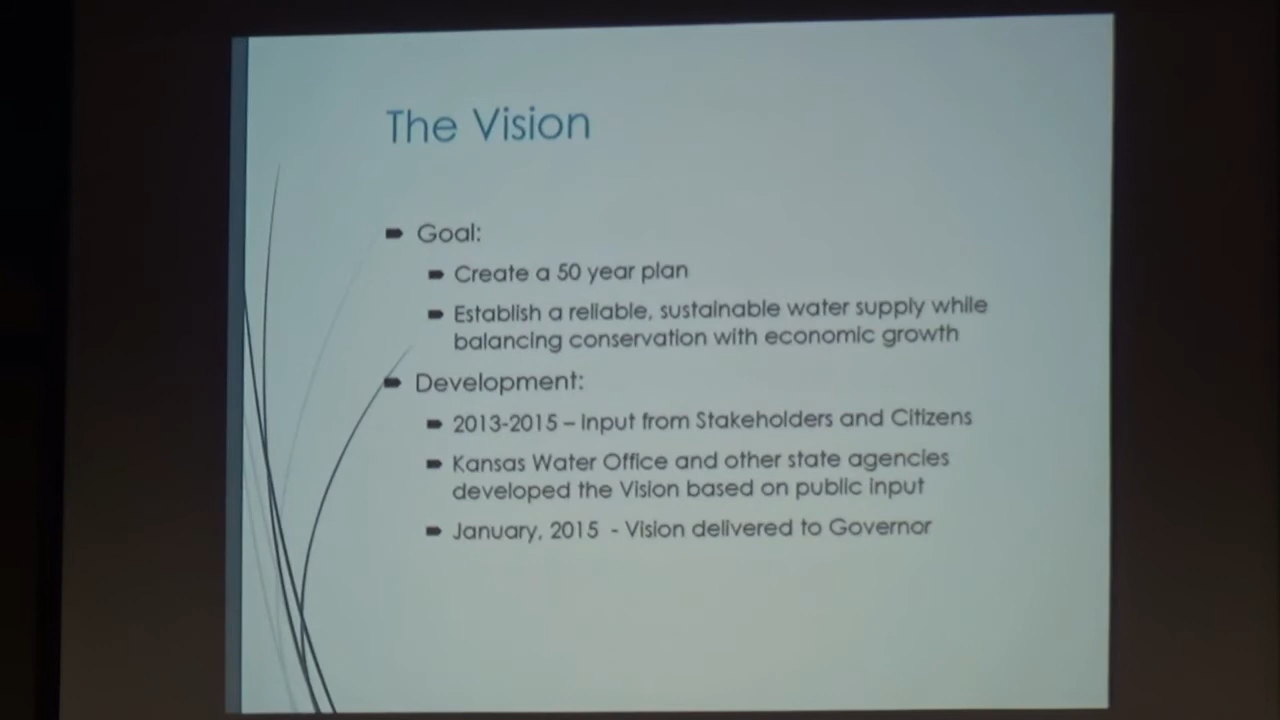 The Vision
Goal:
Create a 50 year plan
Establish a reliable, sustainable water supply while
balancing conservation with economic growth
Development:
2013-2015 – Input from Stakeholders and Citizens
Kansas Water Office and other state agencies
developed the Vision based on public input
January, 2015 - Vision delivered to Governor